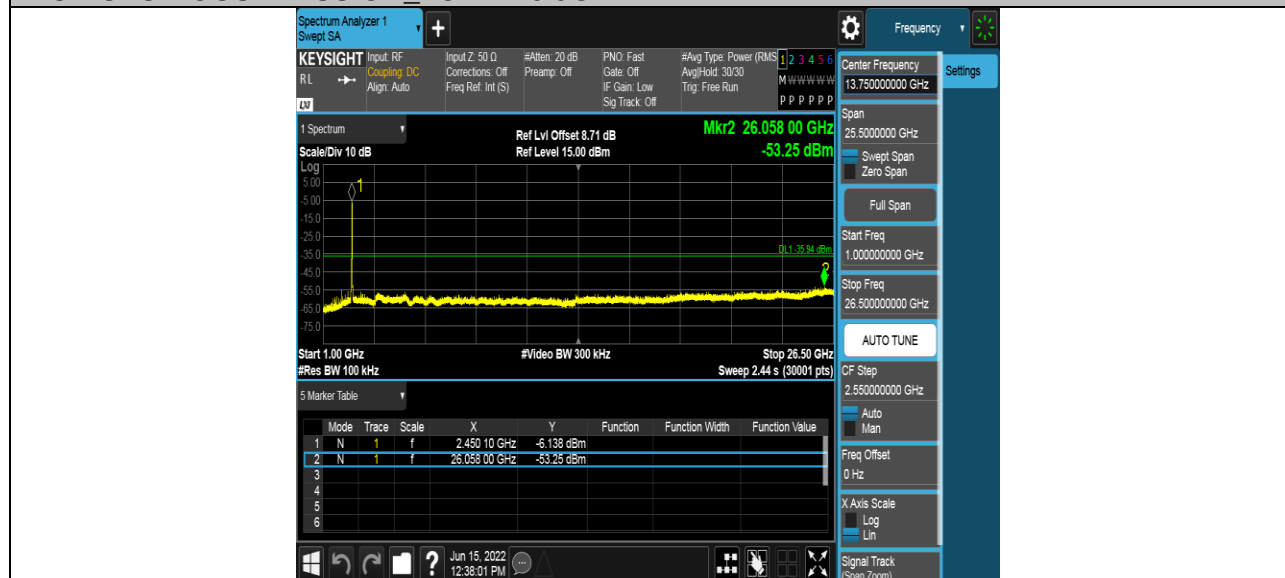 Spectrum Analyzer 1
Swept SA
+
Frequency
KEYSIGHT
RL
LXI
Input: RF
Coupling: DC
Align: Auto
Input Z: 50 Ω
Corrections: Off
Freq Ref: Int (S)
#Atten: 20 dB
Preamp: Off
PNO: Fast
Gate: Off
IF Gain: Low
Sig Track: Off
#Avg Type: Power (RMS
Avg|Hold: 30/30
Trig: Free Run
1 2 3 4 5 6
M W W W W W
P P P P P P
1 Spectrum
Scale/Div 10 dB
Ref Lvl Offset 8.71 dB
Ref Level 15.00 dBm
Mkr2 26.058 00 GHz
-53.25 dBm
Log
5.00
-5.00
-15.0
-25.0
-35.0
-45.0
-55.0
-65.0
-75.0
1
DL1 -35.94 dBm
2
Start 1.00 GHz
#Video BW 300 kHz
Stop 26.50 GHz
#Res BW 100 kHz
Sweep 2.44 s (30001 pts)
5 Marker Table
Mode Trace Scale X Y Function Function Width Function Value
1 N 1 f 2.450 10 GHz -6.138 dBm
2 N 1 f 26.058 00 GHz -53.25 dBm
3
4
5
6
?
Jun 15, 2022
12:38:01 PM
Center Frequency
13.750000000 GHz
Settings
Span
25.5000000 GHz
Swept Span
Zero Span
Full Span
Start Freq
1.000000000 GHz
Stop Freq
26.500000000 GHz
AUTO TUNE
CF Step
2.550000000 GHz
Auto
Man
Freq Offset
0 Hz
X Axis Scale
Log
Lin
Signal Track
(Span Zoom)